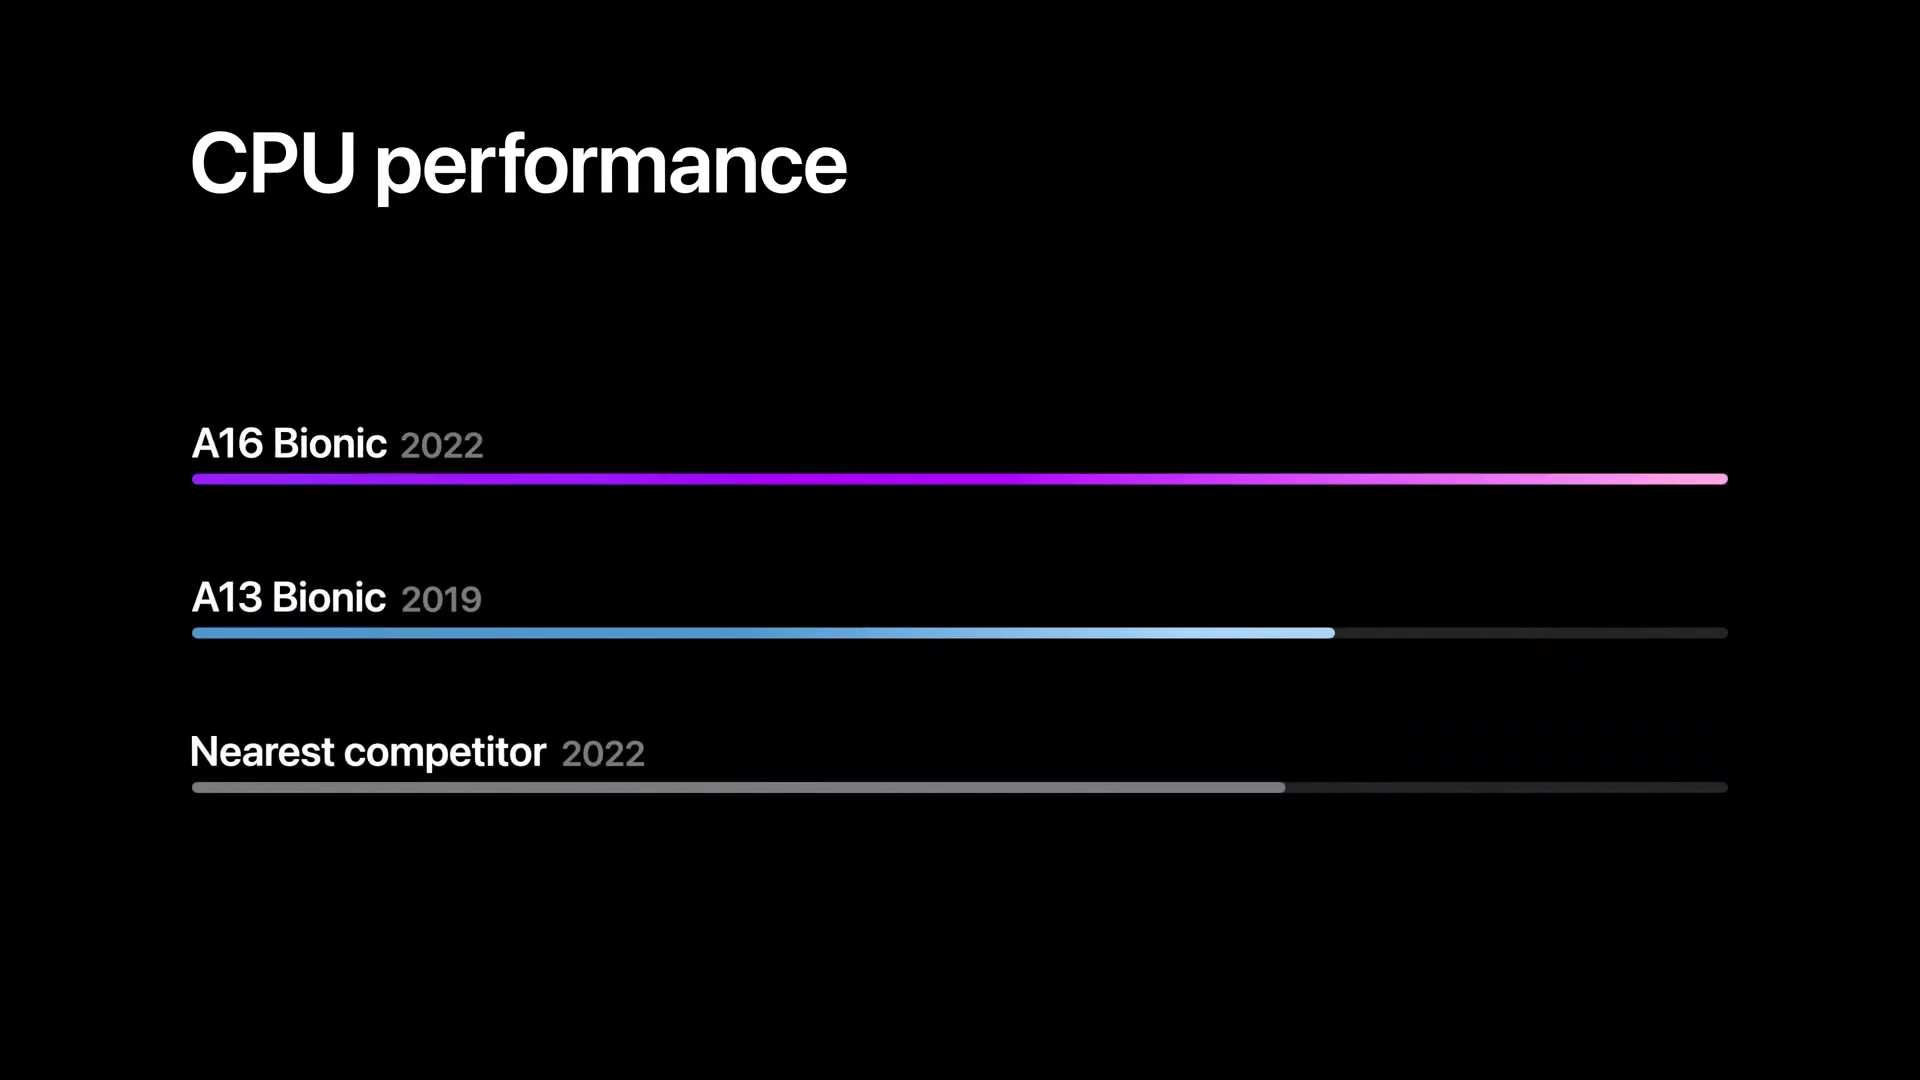 CPU performance
A16 Bionic 2022
A13 Bionic 2019
Nearest competitor 2022